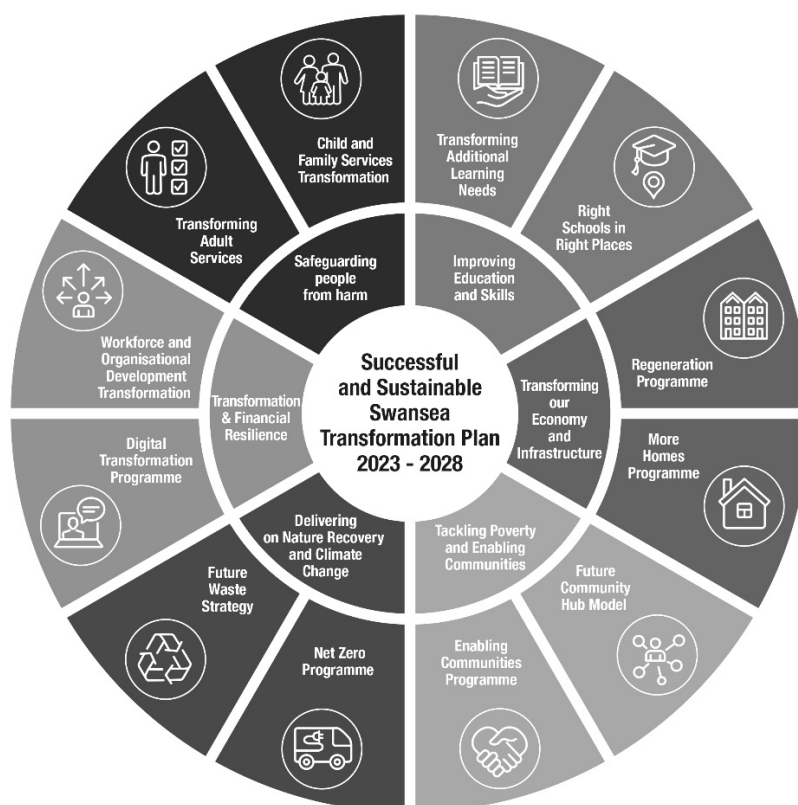 Child and
Family Services
Transformation
Transforming
Additional
Learning
Needs
Right
Schools in
Right Places
Transforming
Adult
Services
Safeguarding
people
from harm
Improving
Education
and Skills
Regeneration
Programme
Workforce and
Organisational
Development
Transformation
Transformation
& Financial
Resilience
Successful
and Sustainable
Swansea
Transformation Plan
2023 - 2028
Transforming
our
Economy
and
Infrastructure
More
Homes
Programme
Digital
Transformation
Programme
Delivering
on Nature Recovery
and Climate
Change
Tackling Poverty
and Enabling
Communities
Future
Waste
Strategy
Future
Community
Hub Model
Net Zero
Programme
Enabling
Communities
Programme